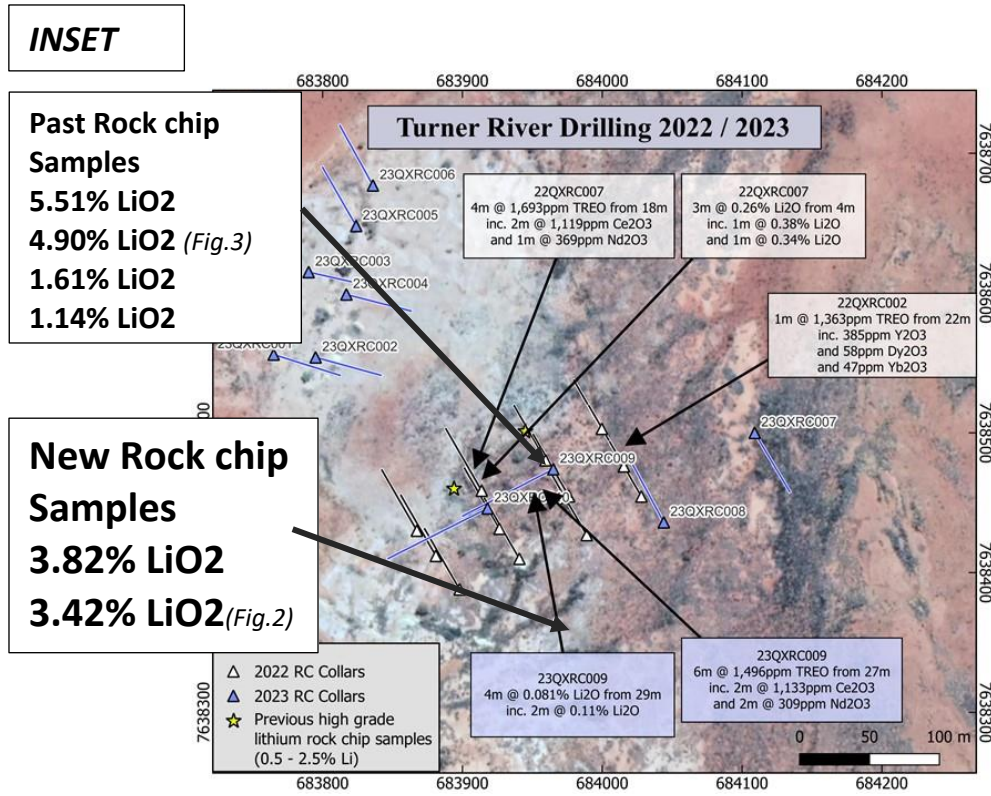 INSET
683800 683900 684000 684100 684200
Past Rock chip
Samples
5.51% LiO2
4.90% LiO2 (Fig.3)
1.61% LiO2
1.14% LiO2
Turner River Drilling 2022 / 2023
7638700
23QXRC006
23QXRC005
23QXRC003
23QXRC004
23QXRC002
22QXRC007
4m @ 1,693ppm TREO from 18m
inc. 2m @ 1,119ppm Ce2O3
and 1m @ 369ppm Nd2O3
22QXRC007
3m @ 0.26% Li2O from 4m
inc. 1m @ 0.38% Li2O
and 1m @ 0.34% Li2O
7638600
22QXRC002
1m @ 1,363ppm TREO from 22m
inc. 385ppm Y2O3
and 58ppm Dy2O3
and 47ppm Yb2O3
New Rock chip
Samples
3.82% LiO2
3.42% LiO2(Fig.2)
23QXRC007
7638500
23QXRC009
23QXRC008
7638400
2022 RC Collars
2023 RC Collars
Previous high grade
lithium rock chip samples
(0.5 - 2.5% Li)
23QXRC009
4m @ 0.081% Li2O from 29m
inc. 2m @ 0.11% Li2O
23QXRC009
6m @ 1,496ppm TREO from 27m
inc. 2m @ 1,133ppm Ce2O3
and 2m @ 309ppm Nd2O3
7638300
7638300
0 50 100 m
683800 683900 684000 684100 684200